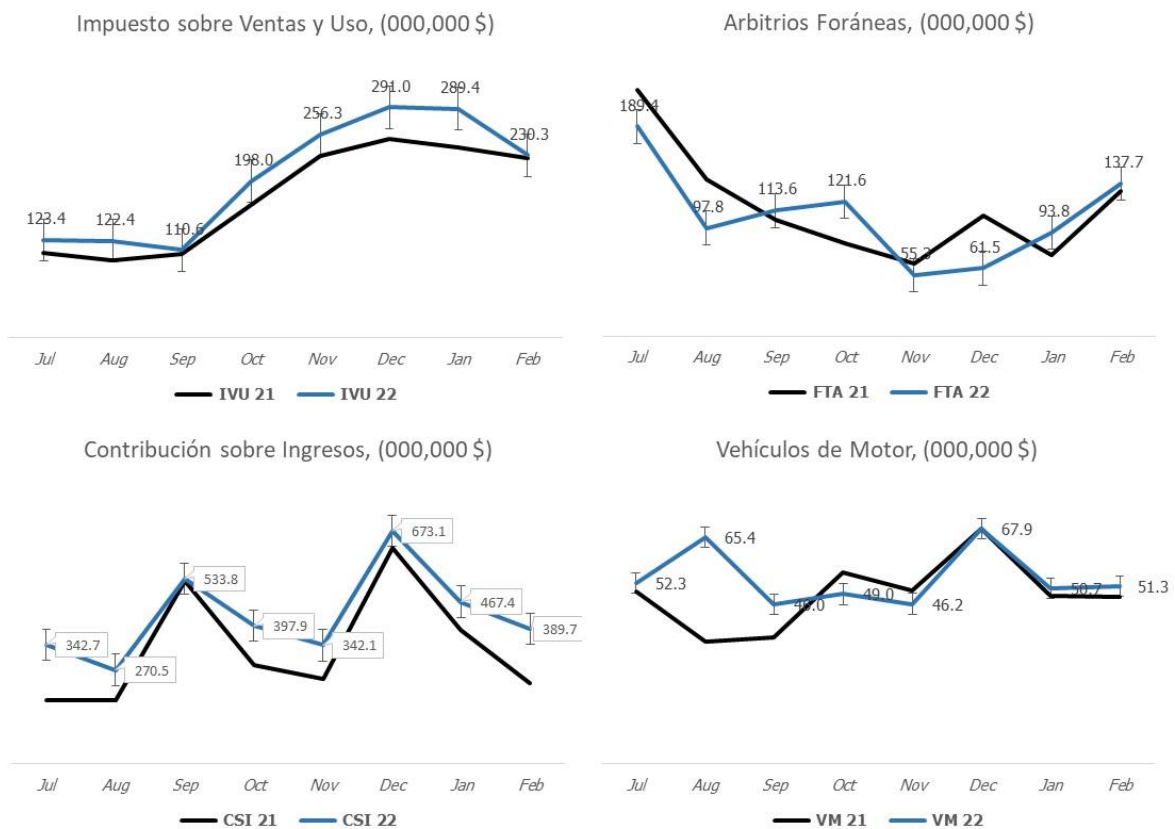 Impuesto sobre Ventas y Uso, (000,000 $)
123.4
122.4
110.6
198.0
256.3
291.0
289.4
230.3
Jul Aug Sep Oct Nov Dec Jan Feb
IVU 21 IVU 22
Arbitrios Foráneas, (000,000 $)
189.4
97.8
113.6
121.6
55.3
61.5
93.8
137.7
Jul Aug Sep Oct Nov Dec Jan Feb
FTA 21 FTA 22
Contribución sobre Ingresos, (000,000 $)
342.7
270.5
533.8
397.9
342.1
673.1
467.4
389.7
Jul Aug Sep Oct Nov Dec Jan Feb
CSI 21 CSI 22
Vehículos de Motor, (000,000 $)
52.3
65.4
46.0
49.0
46.2
67.9
50.7
51.3
Jul Aug Sep Oct Nov Dec Jan Feb
VM 21 VM 22